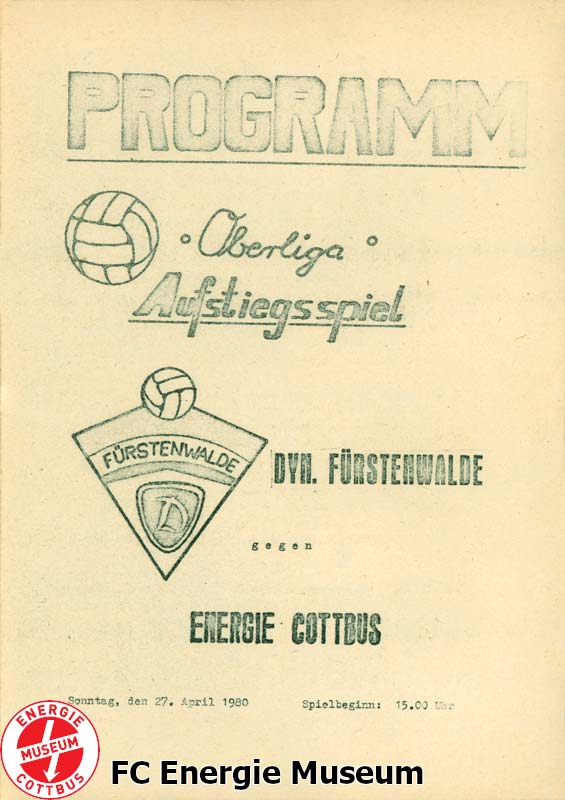 PROGRAMM
Oberliga
Aufstiegsspiel
FÜRSTENWALDE
D
DYN. FÜRSTENWALDE
gegen
ENERGIE COTTBUS
Sonntag, den 27. April 1980 Spielbeginn: 15.00 Uhr
ENERGIE
MUSEUM
COTTBUS
FC Energie Museum